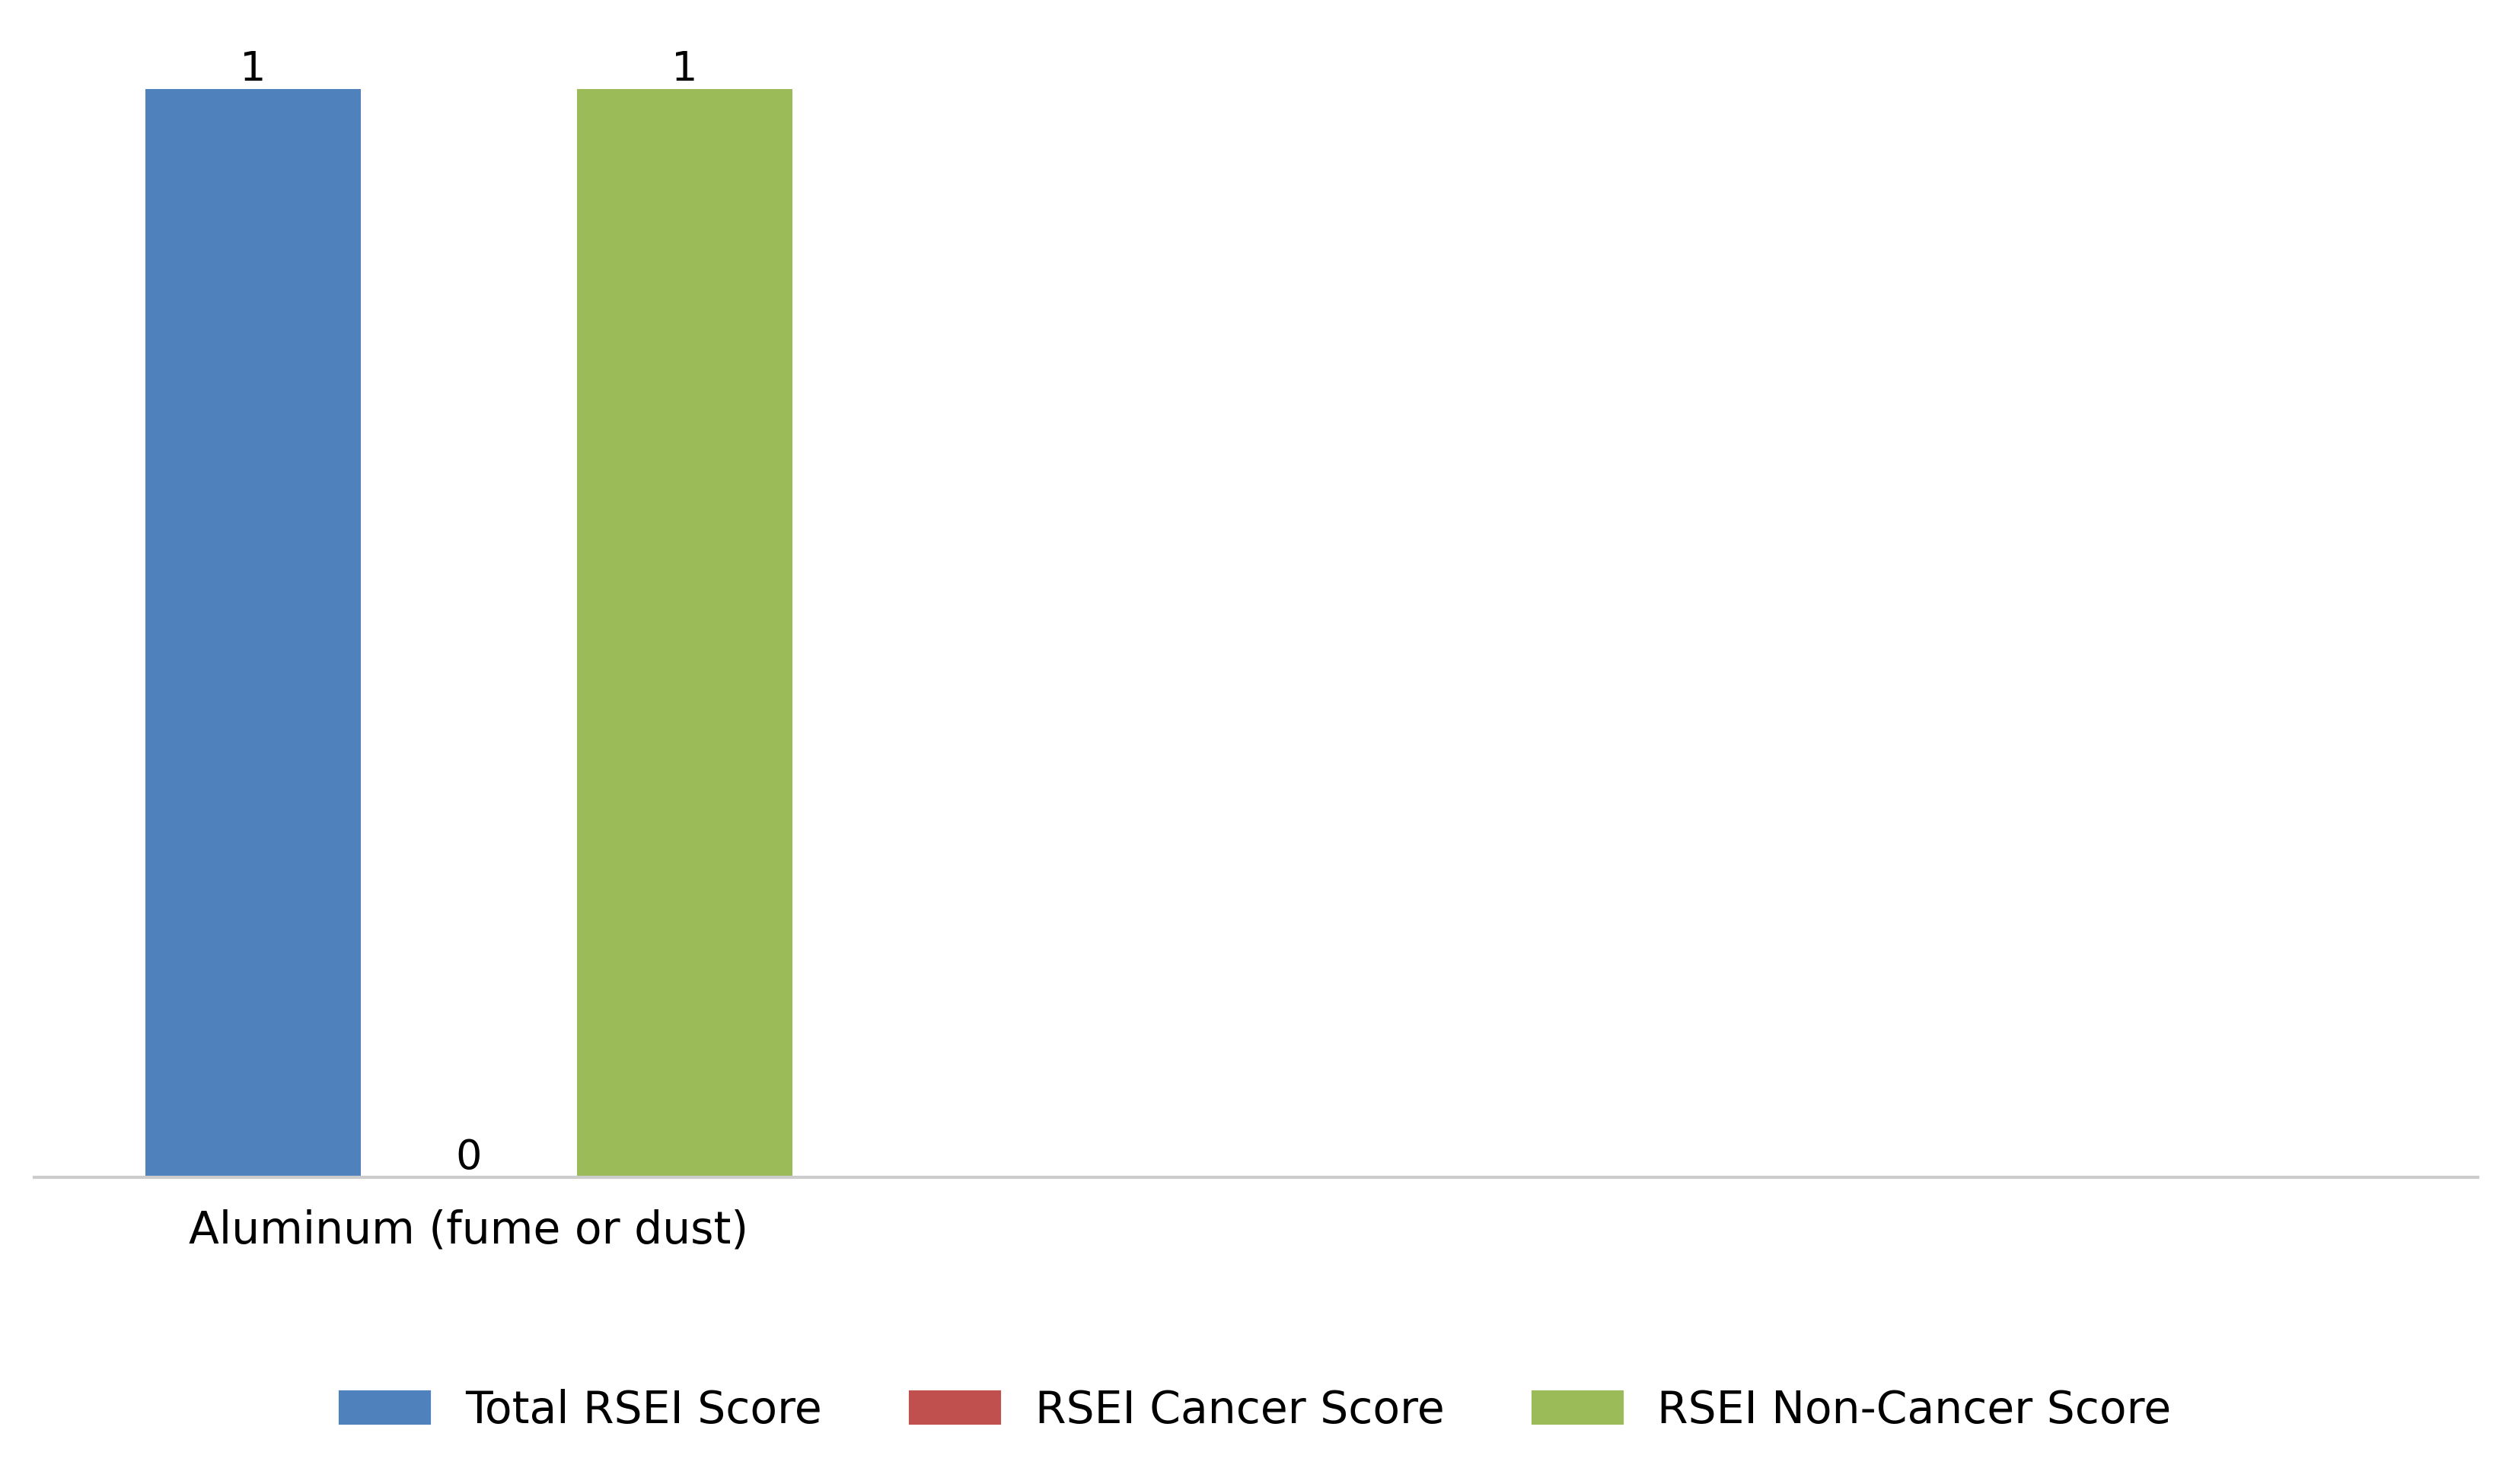 1 1
0
Aluminum (fume or dust)
Total RSEI Score RSEI Cancer Score RSEI Non-Cancer Score